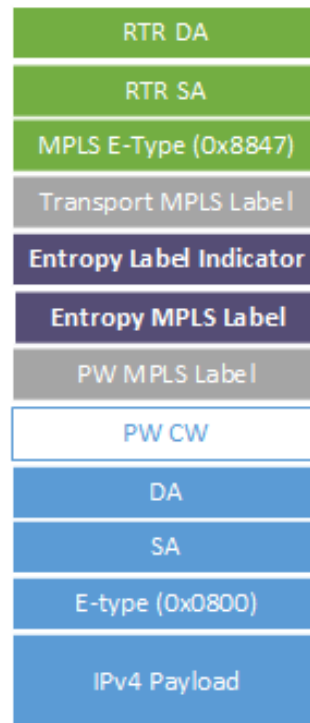 RTR DA
RTR SA
MPLS E-Type (0x8847)
Transport MPLS Label
Entropy Label Indicator
Entropy MPLS Label
PW MPLS Label
PW CW
DA
SA
E-type (0x0800)
IPv4 Payload